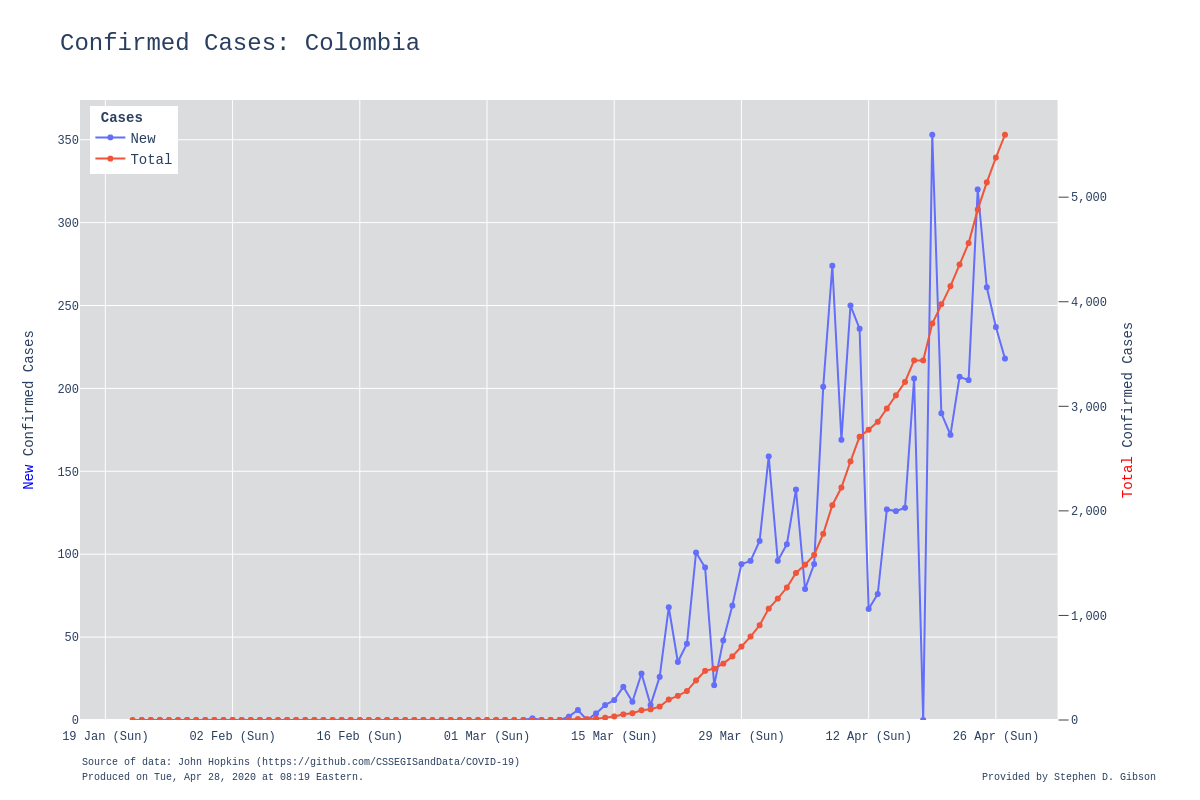 Confirmed Cases: Colombia
Cases
New
Total
350
300
250
200
150
100
50
0
New Confirmed Cases
5,000
4,000
3,000
2,000
1,000
0
Total Confirmed Cases
19 Jan (Sun) 02 Feb (Sun) 16 Feb (Sun) 01 Mar (Sun) 15 Mar (Sun) 29 Mar (Sun) 12 Apr (Sun) 26 Apr (Sun)
Source of data: John Hopkins (https://github.com/CSSEGISandData/COVID-19)
Produced on Tue, Apr 28, 2020 at 08:19 Eastern.
Provided by Stephen D. Gibson